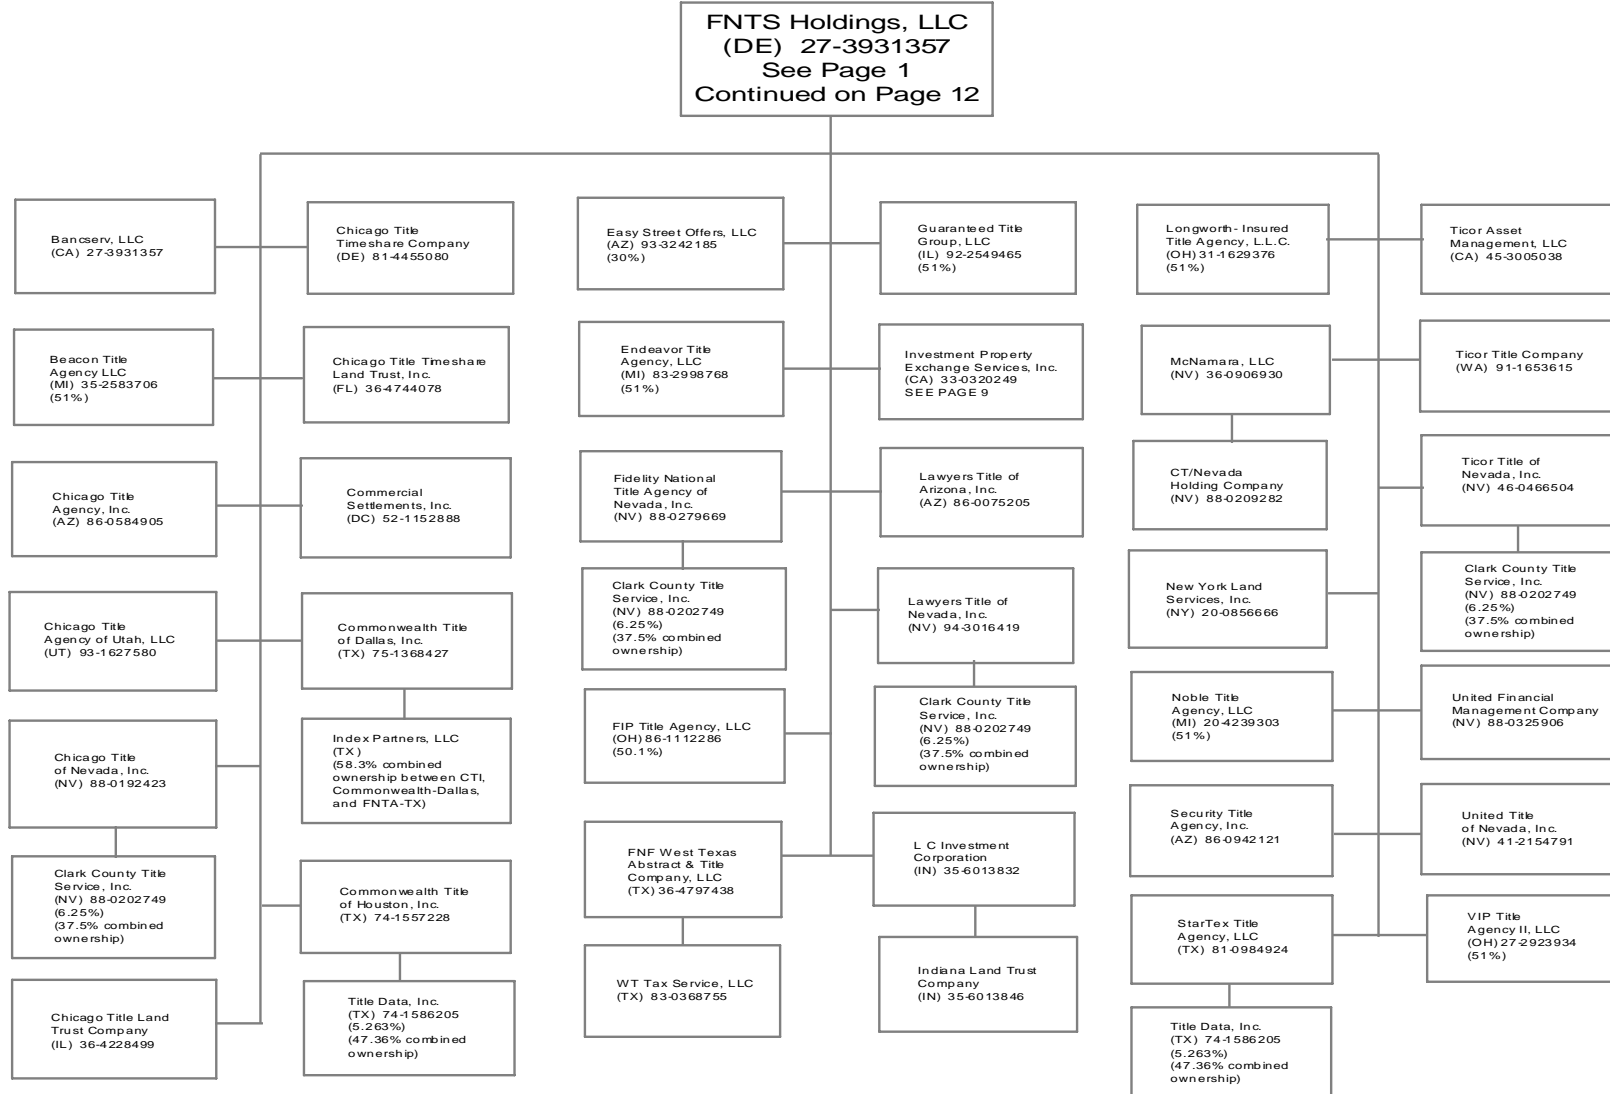 FNTS Holdings, LLC
(DE) 27-3931357
See Page 1
Continued on Page 12
Bancserv, LLC
(CA) 27-3931357
Chicago Title
Timeshare Company
(DE) 81-4455080
Easy Street Offers, LLC
(AZ) 93-3242185
(30%)
Guaranteed Title
Group, LLC
(IL) 92-2549465
(51%)
Longworth- Insured
Title Agency, L.L.C.
(OH) 31-1629376
(51%)
Ticor Asset
Management, LLC
(CA) 45-3005038
Beacon Title
Agency LLC
(MI) 35-2583706
(51%)
Chicago Title Timeshare
Land Trust, Inc.
(FL) 36-4744078
Endeavor Title
Agency, LLC
(MI) 83-2998768
(51%)
Investment Property
Exchange Services, Inc.
(CA) 33-0320249
SEE PAGE 9
McNamara, LLC
(NV) 36-0906930
Ticor Title Company
(WA) 91-1653615
Chicago Title
Agency, Inc.
(AZ) 86-0584905
Commercial
Settlements, Inc.
(DC) 52-1152888
Fidelity National
Title Agency of
Nevada, Inc.
(NV) 88-0279669
Lawyers Title of
Arizona, Inc.
(AZ) 86-0075205
CT/Nevada
Holding Company
(NV) 88-0209282
Ticor Title of
Nevada, Inc.
(NV) 46-0466504
Chicago Title
Agency of Utah, LLC
(UT) 93-1627580
Commonwealth Title
of Dallas, Inc.
(TX) 75-1368427
Clark County Title
Service, Inc.
(NV) 88-0202749
(6.25%)
(37.5% combined
ownership)
Lawyers Title of
Nevada, Inc.
(NV) 94-3016419
New York Land
Services, Inc.
(NY) 20-0856666
Clark County Title
Service, Inc.
(NV) 88-0202749
(6.25%)
(37.5% combined
ownership)
Chicago Title
of Nevada, Inc.
(NV) 88-0192423
Index Partners, LLC
(TX)
(58.3% combined
ownership between CTI,
Commonwealth-Dallas,
and FNTA-TX)
FIP Title Agency, LLC
(OH) 86-1112286
(50.1%)
Clark County Title
Service, Inc.
(NV) 88-0202749
(6.25%)
(37.5% combined
ownership)
Noble Title
Agency, LLC
(MI) 20-4239303
(51%)
United Financial
Management Company
(NV) 88-0325906
Clark County Title
Service, Inc.
(NV) 88-0202749
(6.25%)
(37.5% combined
ownership)
Commonwealth Title
of Houston, Inc.
(TX) 74-1557228
FNF West Texas
Abstract & Title
Company, LLC
(TX) 36-4797438
L C Investment
Corporation
(IN) 35-6013832
Security Title
Agency, Inc.
(AZ) 86-0942121
United Title
of Nevada, Inc.
(NV) 41-2154791
Chicago Title Land
Trust Company
(IL) 36-4228499
Title Data, Inc.
(TX) 74-1586205
(5.263%)
(47.36% combined
ownership)
WT Tax Service, LLC
(TX) 83-0368755
Indiana Land Trust
Company
(IN) 35-6013846
StarTex Title
Agency, LLC
(TX) 81-0984924
VIP Title
Agency II, LLC
(OH) 27-2923934
(51%)
Title Data, Inc.
(TX) 74-1586205
(5.263%)
(47.36% combined
ownership)